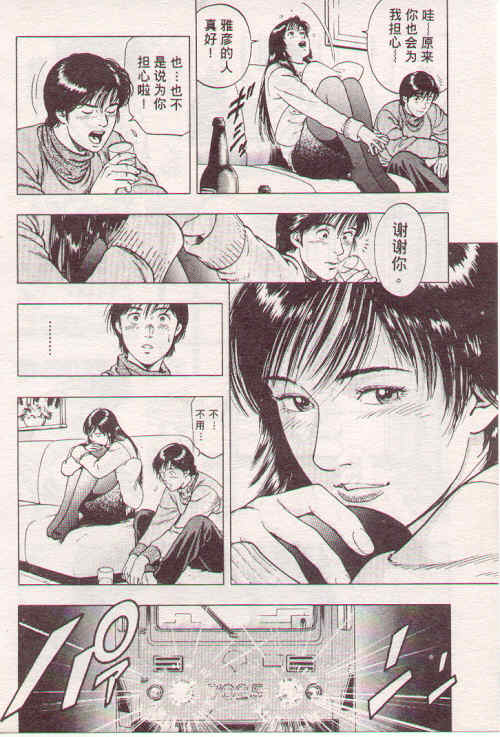 哇┅原来
你也会为
我担心~
雅彦的人
真好！
也…也不
是说为你
担心啦！
谢谢你。
………
不…
不用…
パァ